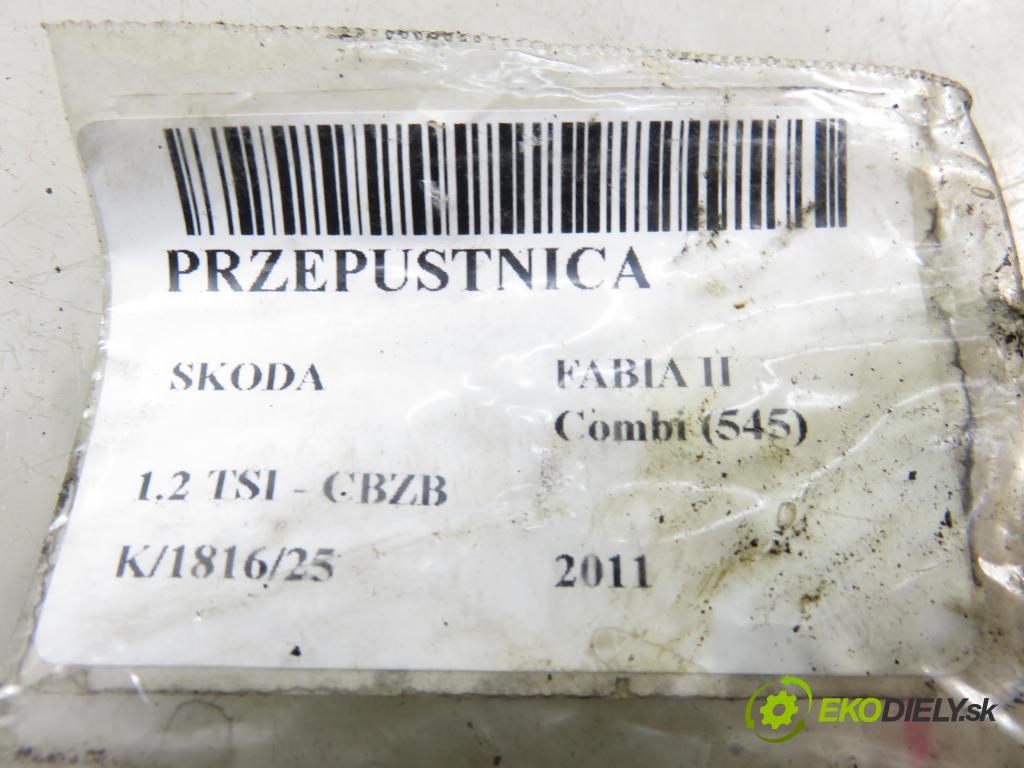 PRZEPUSTNICA
SKODA
FABIA II
Combi (545)
1.2 TSI - CBZB
K/1816/25
2011
EKODIELY.sk